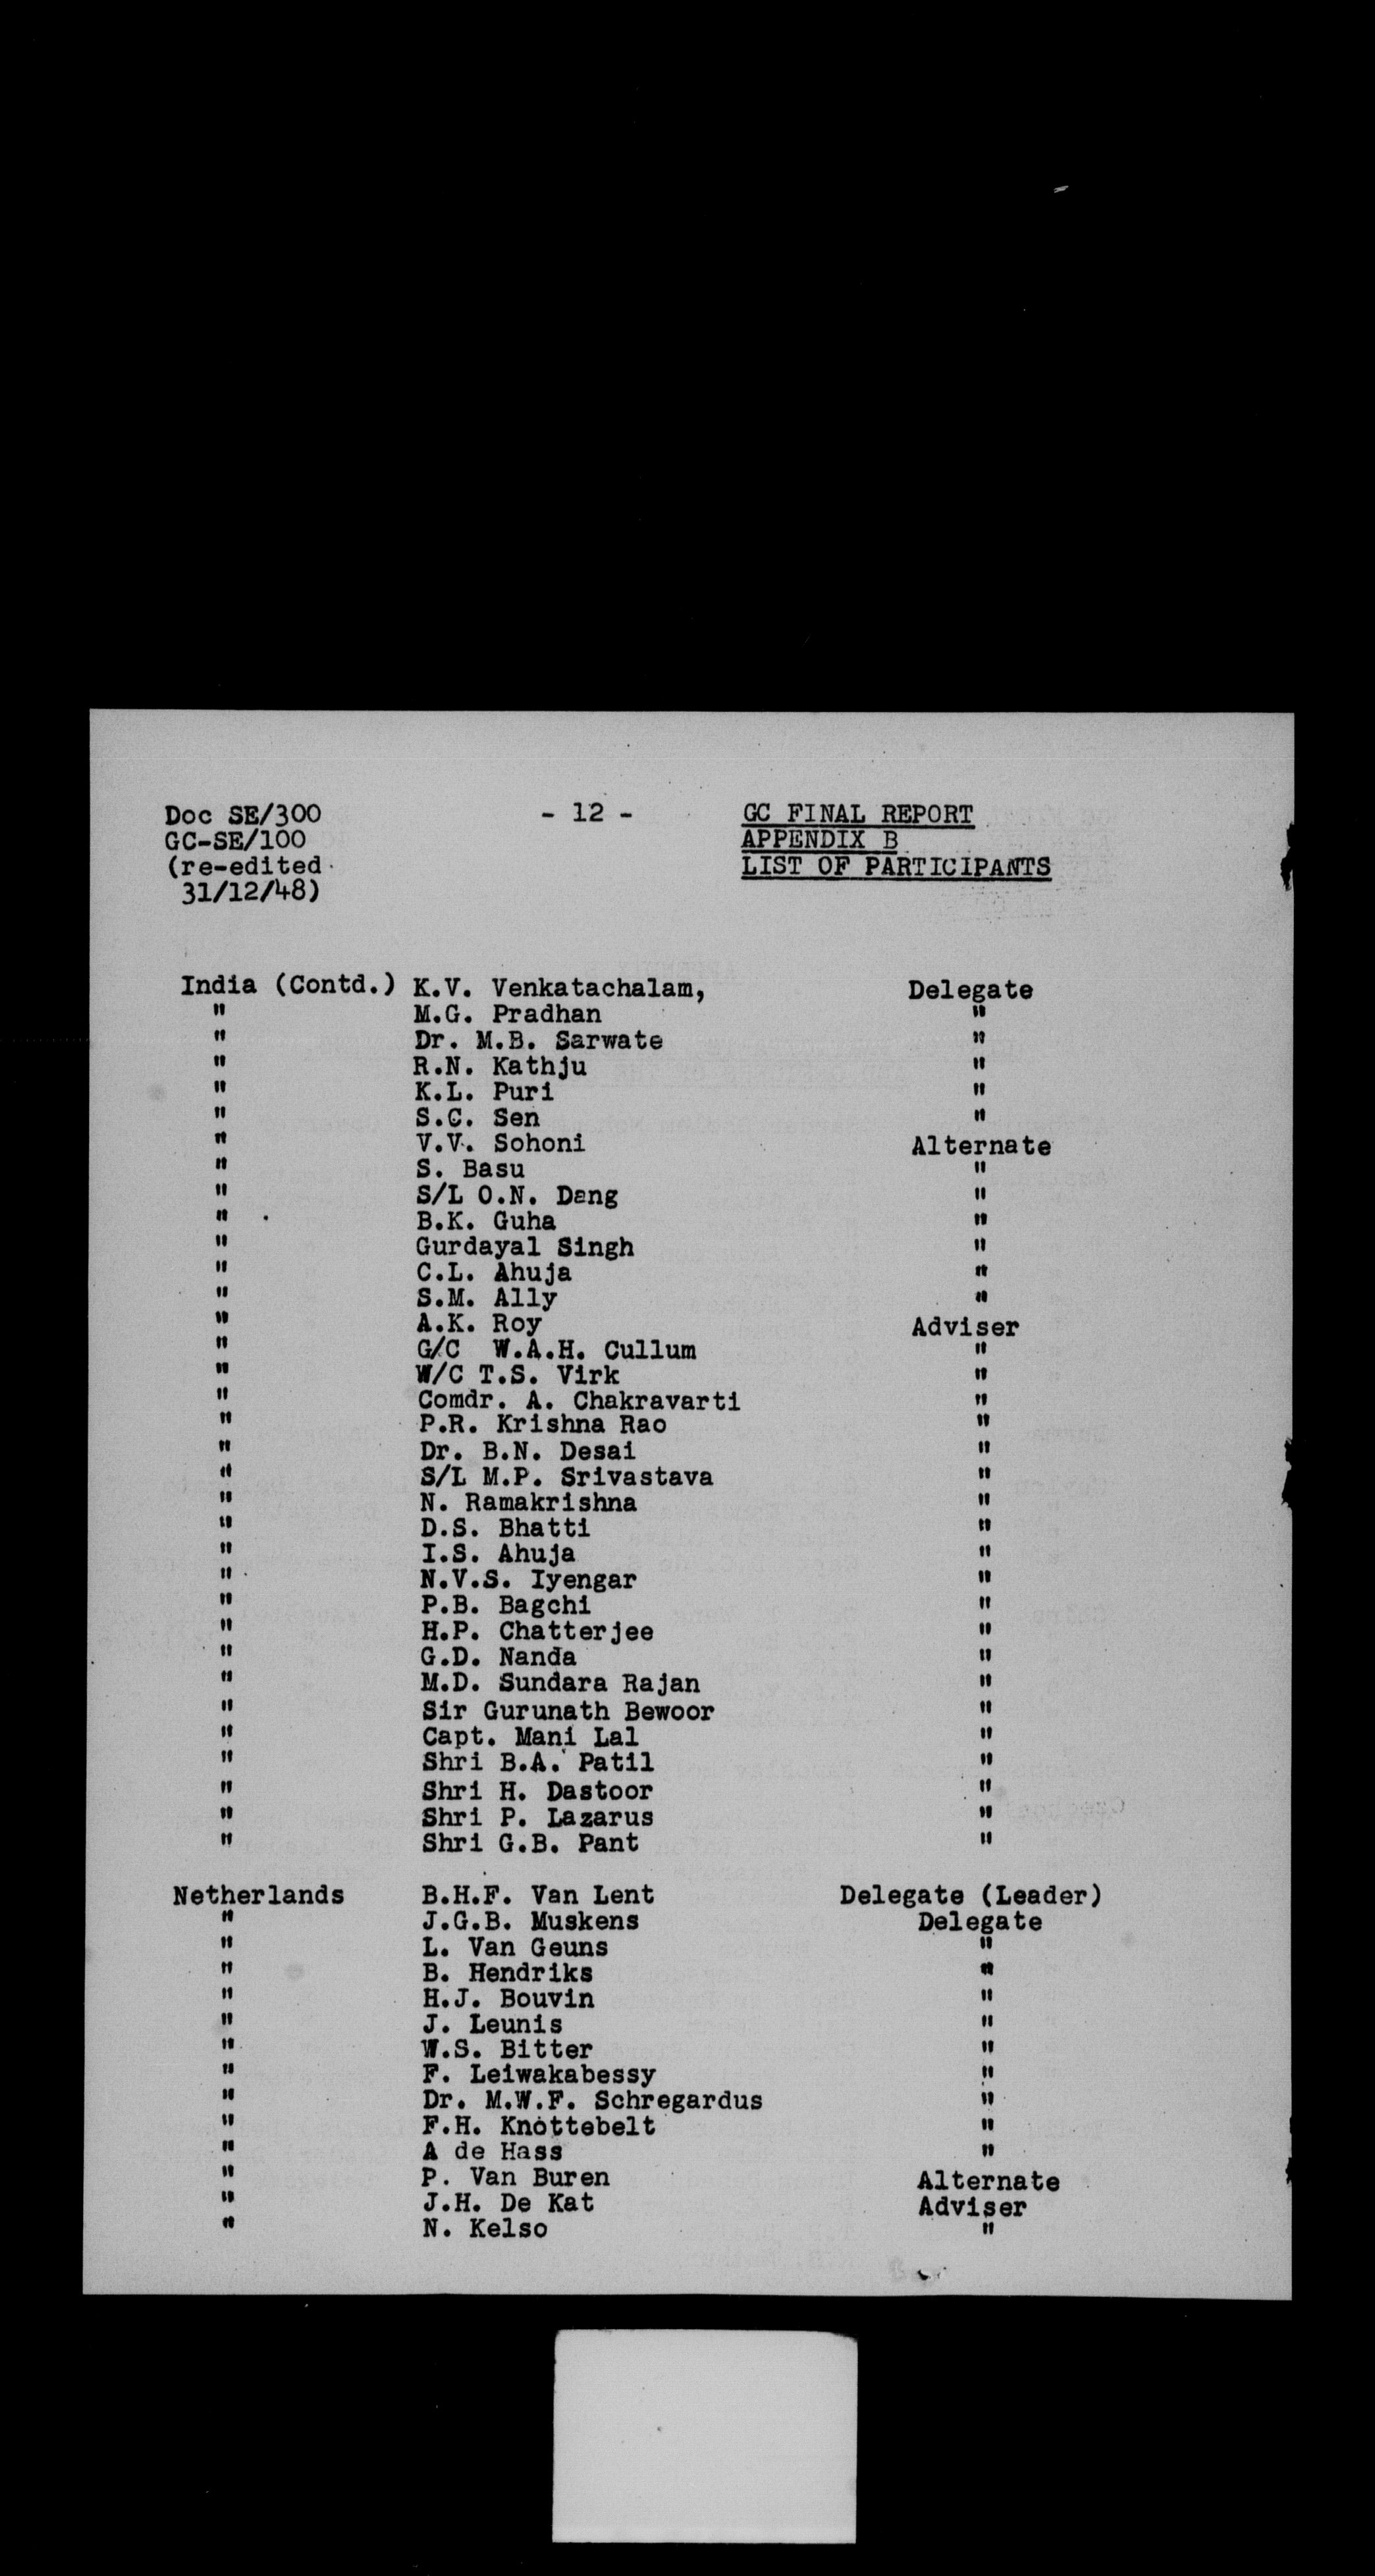 Doc SE/300 - 12 - GC FINAL REPORT
GC-SE/100 APPENDIX B
(re-edited LIST OF PARTICIPANTS
31/12/48)
India (Contd.) K.V. Venkatachalam, Delegate
" M.G. Pradhan "
" Dr. M.B. Sarwate "
" R.N. Kathju "
" K.L. Puri "
" S.C. Sen "
" V.V. Sohoni Alternate
" S. Basu "
" S/L O.N. Dang "
" B.K. Guha "
" Gurdayal Singh "
" C.L. Ahuja "
" S.M. Ally "
" A.K. Roy Adviser
" G/C W.A.H. Cullum "
" W/C T.S. Virk "
" Comdr. A. Chakravarti "
" P.R. Krishna Rao "
" Dr. B.N. Desai "
" S/L M.P. Srivastava "
" N. Ramakrishna "
" D.S. Bhatti "
" I.S. Ahuja "
" N.V.S. Iyengar "
" P.B. Bagchi "
" H.P. Chatterjee "
" G.D. Nanda "
" M.D. Sundara Rajan "
" Sir Gurunath Bewoor "
" Capt. Mani Lal "
" Shri B.A. Patil "
" Shri H. Dastoor "
" Shri P. Lazarus "
" Shri G.B. Pant "
Netherlands B.H.F. Van Lent Delegate (Leader)
" J.G.B. Muskens Delegate
" L. Van Geuns "
" B. Hendriks "
" H.J. Bouvin "
" J. Leunis "
" W.S. Bitter "
" F. Leiwakabessy "
" Dr. M.W.F. Schregardus "
" F.H. Knottebelt "
" A de Hass "
" P. Van Buren Alternate
" J.H. De Kat Adviser
" N. Kelso "